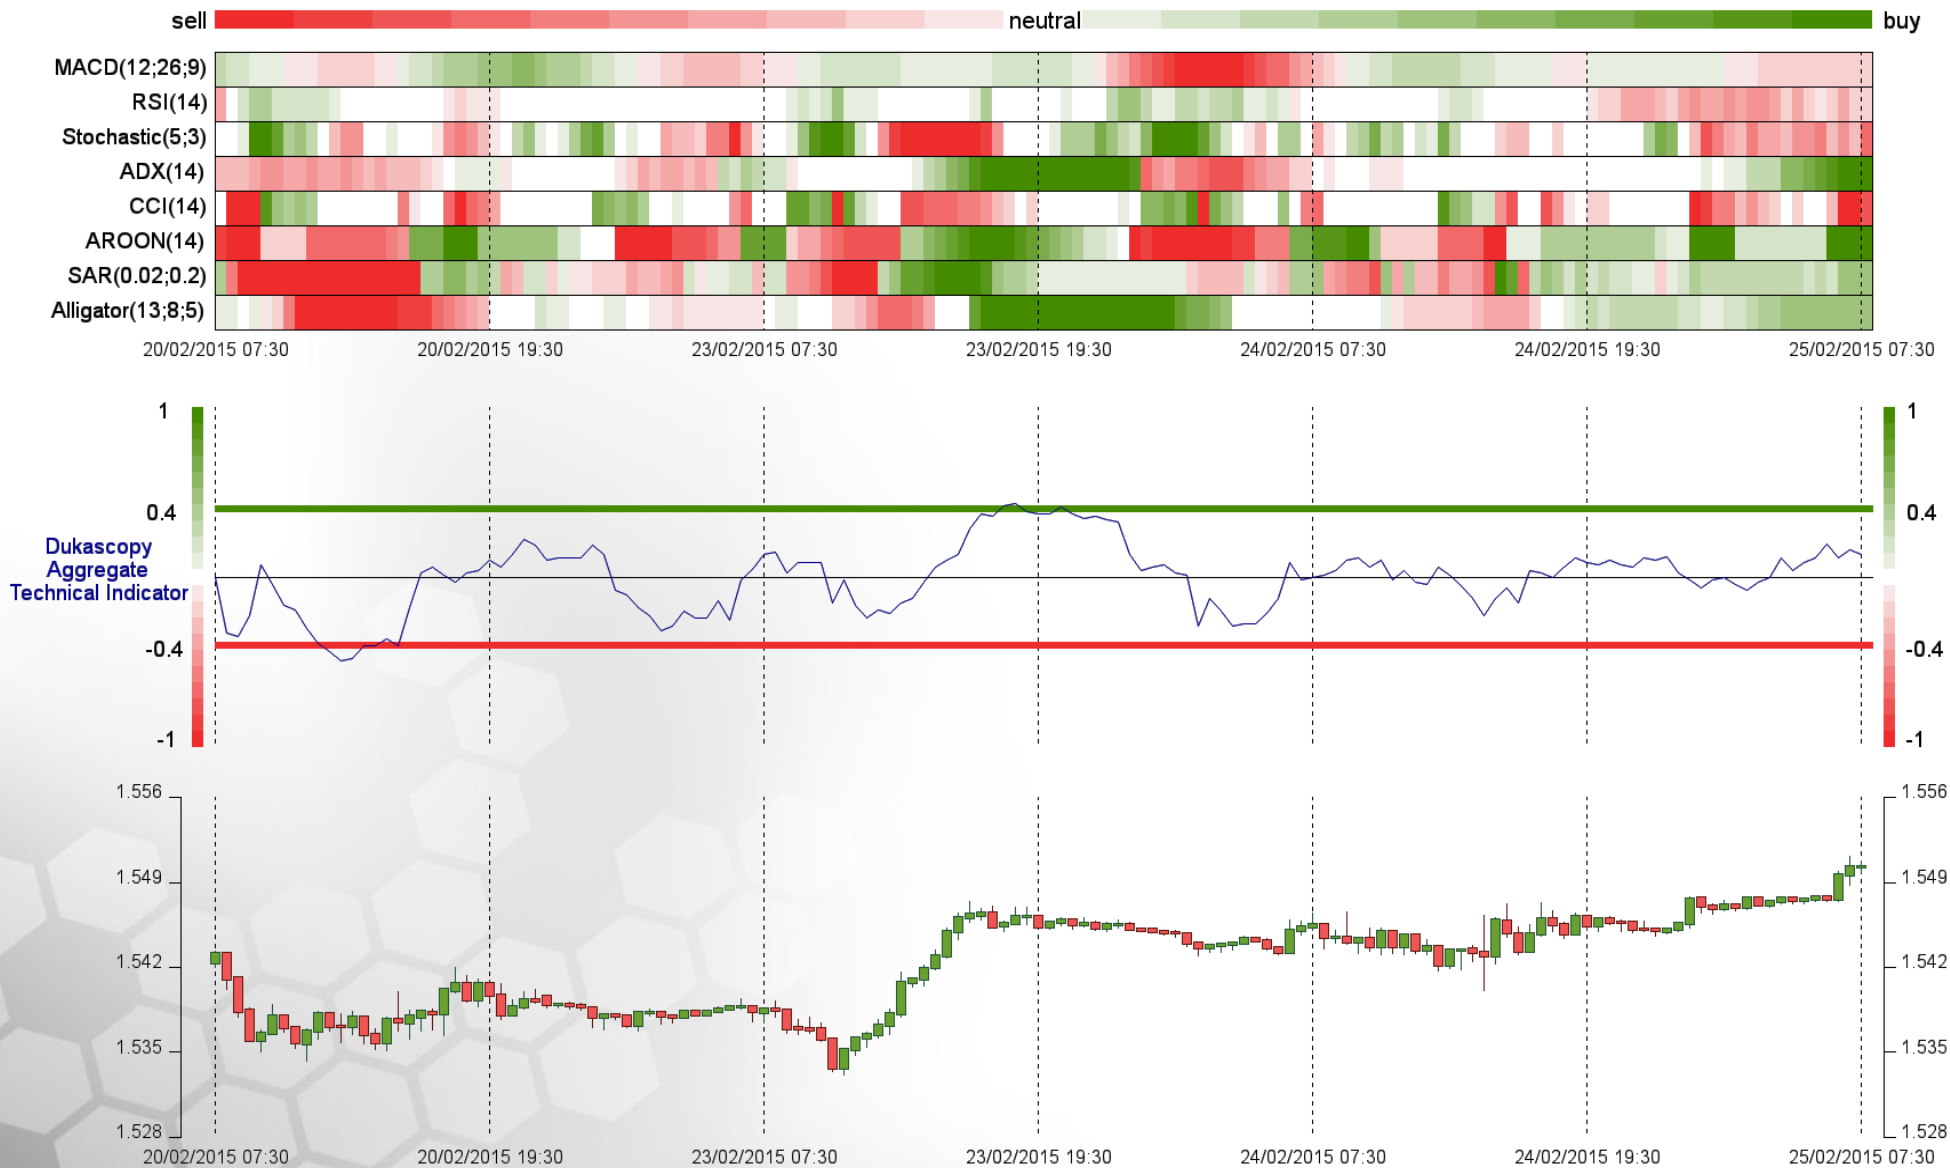 sell neutral buy
MACD(12;26;9)
RSI(14)
Stochastic(5;3)
ADX(14)
CCI(14)
AROON(14)
SAR(0.02;0.2)
Alligator(13;8;5)
20/02/2015 07:30 20/02/2015 19:30 23/02/2015 07:30 23/02/2015 19:30 24/02/2015 07:30 24/02/2015 19:30 25/02/2015 07:30
1 1
0.4 0.4
Dukascopy
Aggregate
Technical Indicator
-0.4 -0.4
-1 -1
1.556 1.556
1.549 1.549
1.542 1.542
1.535 1.535
1.528 1.528
20/02/2015 07:30 20/02/2015 19:30 23/02/2015 07:30 23/02/2015 19:30 24/02/2015 07:30 24/02/2015 19:30 25/02/2015 07:30